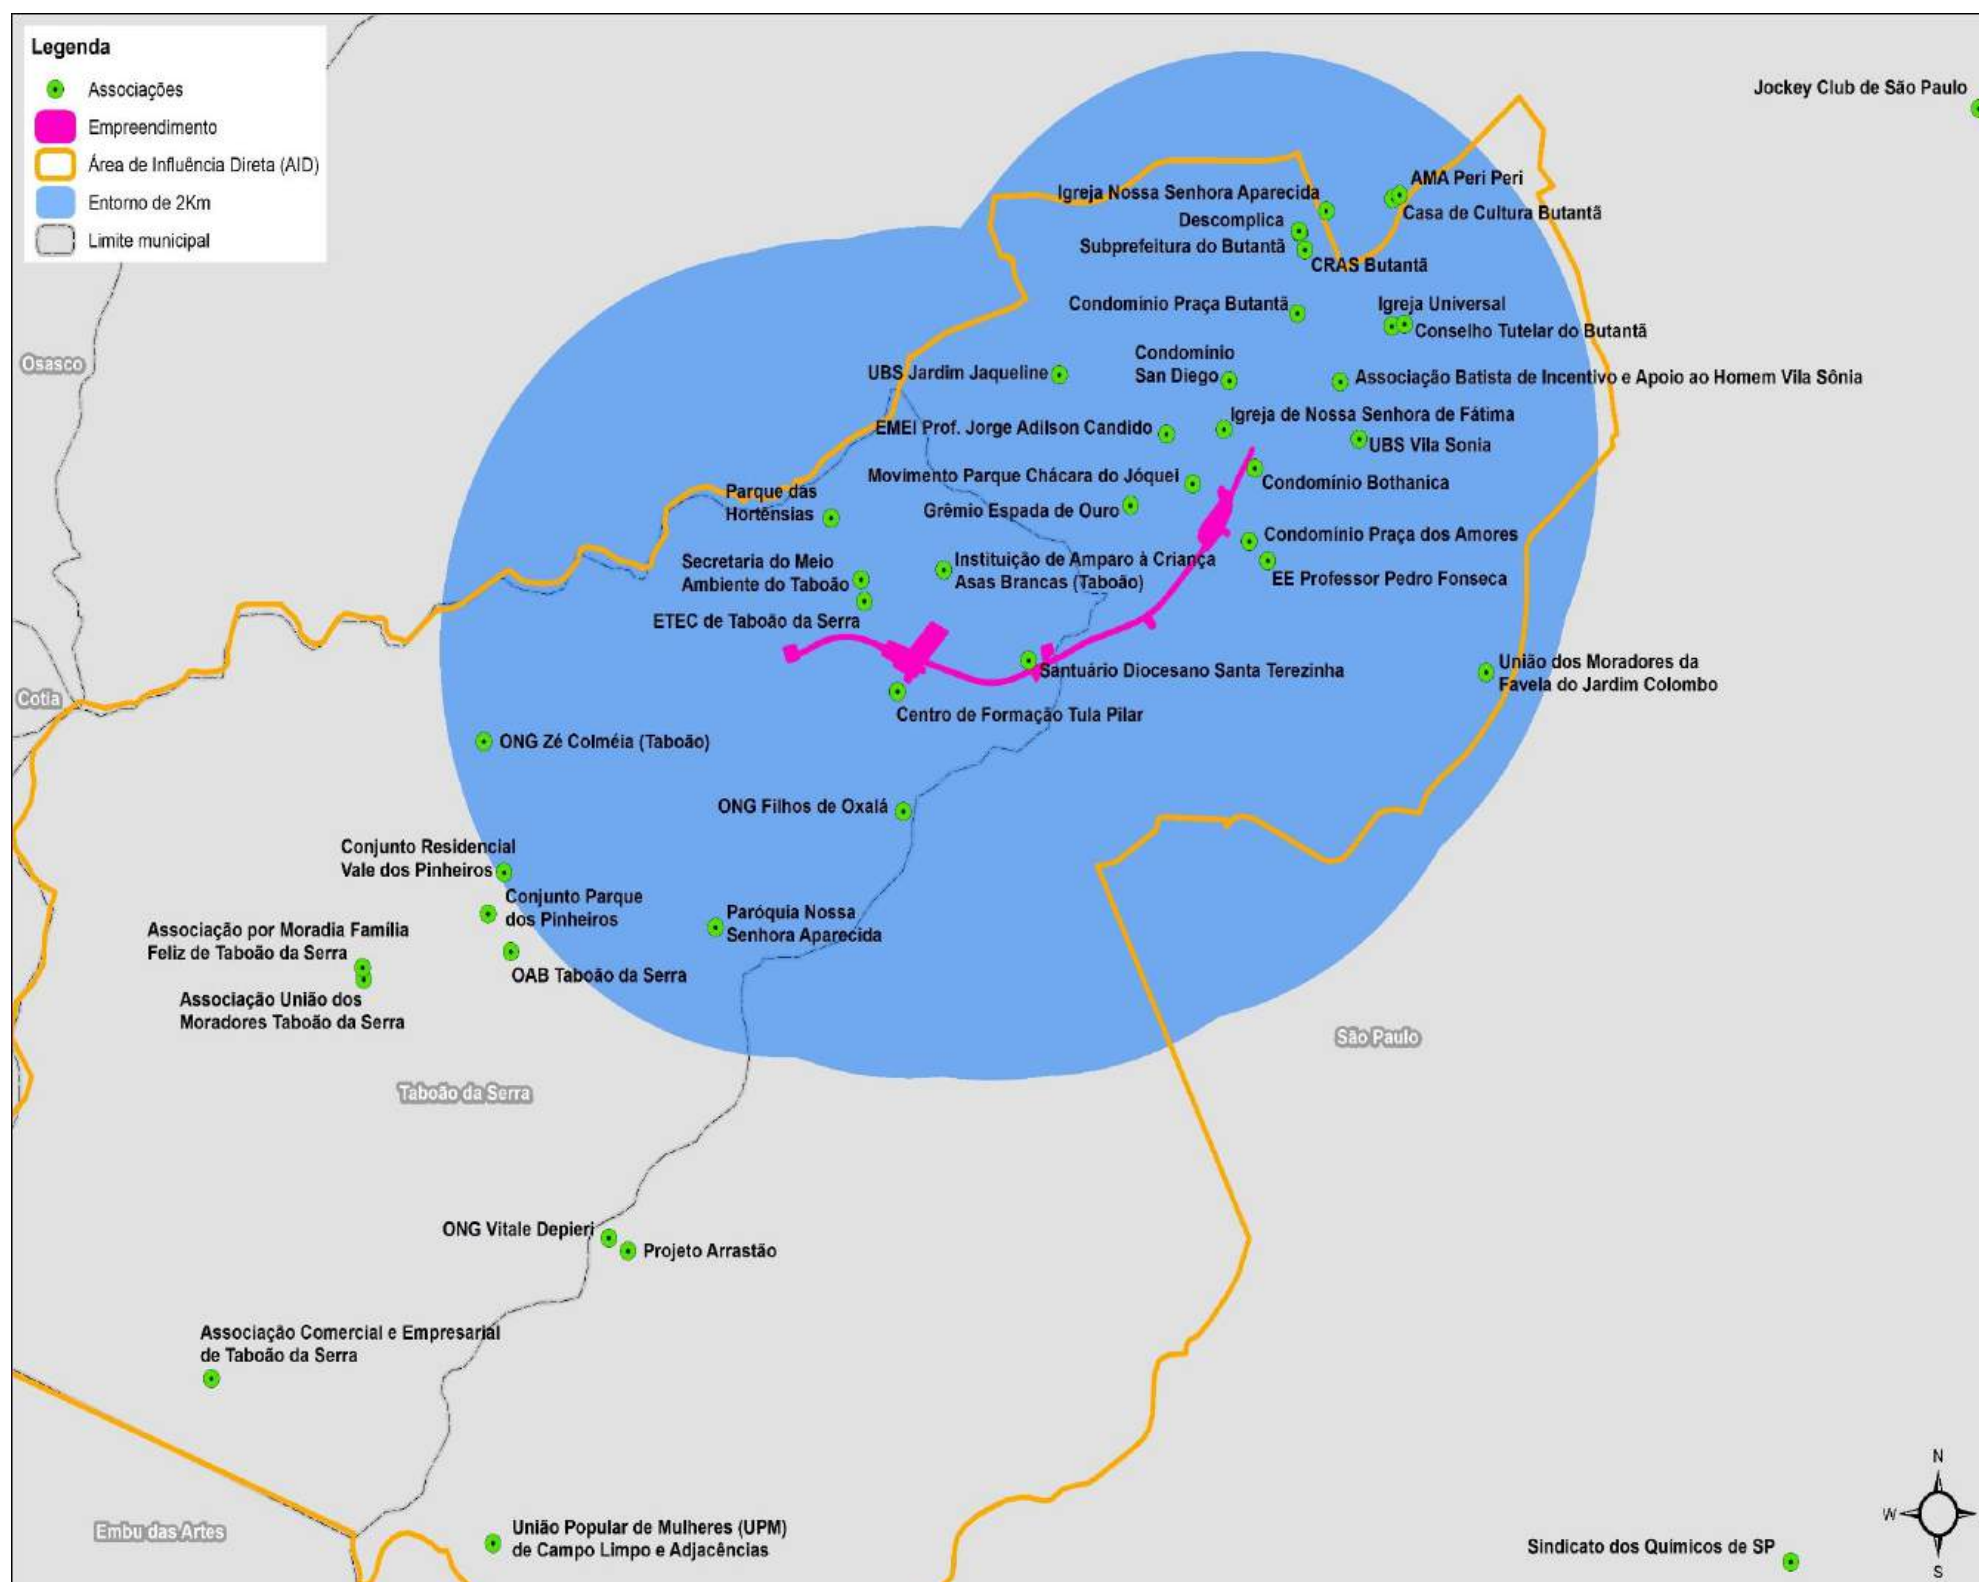 Legenda
Associações
Empreendimento
Área de Influência Direta (AID)
Entorno de 2Km
Limite municipal
Jockey Club de São Paulo
AMA Peri Peri
Igreja Nossa Senhora Aparecida
Casa de Cultura Butantã
Descomplica
Subprefeitura do Butantã
CRAS Butantã
Condomínio Praça Butantã
Igreja Universal
Conselho Tutelar do Butantã
Osasco
Condomínio
San Diego
UBS Jardim Jaqueline
Associação Batista de Incentivo e Apoio ao Homem Vila Sônia
Igreja de Nossa Senhora de Fátima
EMEI Prof. Jorge Adilson Candido
UBS Vila Sonia
Movimento Parque Chácara do Jóquei
Condomínio Bothanica
Parque das
Hortênsias
Grêmio Espada de Ouro
Condomínio Praça dos Amores
Secretaria do Meio
Ambiente do Taboão
Instituição de Amparo à Criança
Asas Brancas (Taboão)
EE Professor Pedro Fonseca
ETEC de Taboão da Serra
Santuário Diocesano Santa Terezinha
União dos Moradores da
Favela do Jardim Colombo
Cotia
Centro de Formação Tula Pilar
ONG Zé Colméia (Taboão)
ONG Filhos de Oxalá
Conjunto Residencial
Vale dos Pinheiros
Conjunto Parque
dos Pinheiros
Paróquia Nossa
Senhora Aparecida
Associação por Moradia Família
Feliz de Taboão da Serra
OAB Taboão da Serra
Associação União dos
Moradores Taboão da Serra
São Paulo
Taboão da Serra
ONG Vitale Depieri
Projeto Arrastão
Associação Comercial e Empresarial
de Taboão da Serra
Embu das Artes
União Popular de Mulheres (UPM)
de Campo Limpo e Adjacências
Sindicato dos Químicos de SP
N
W
S